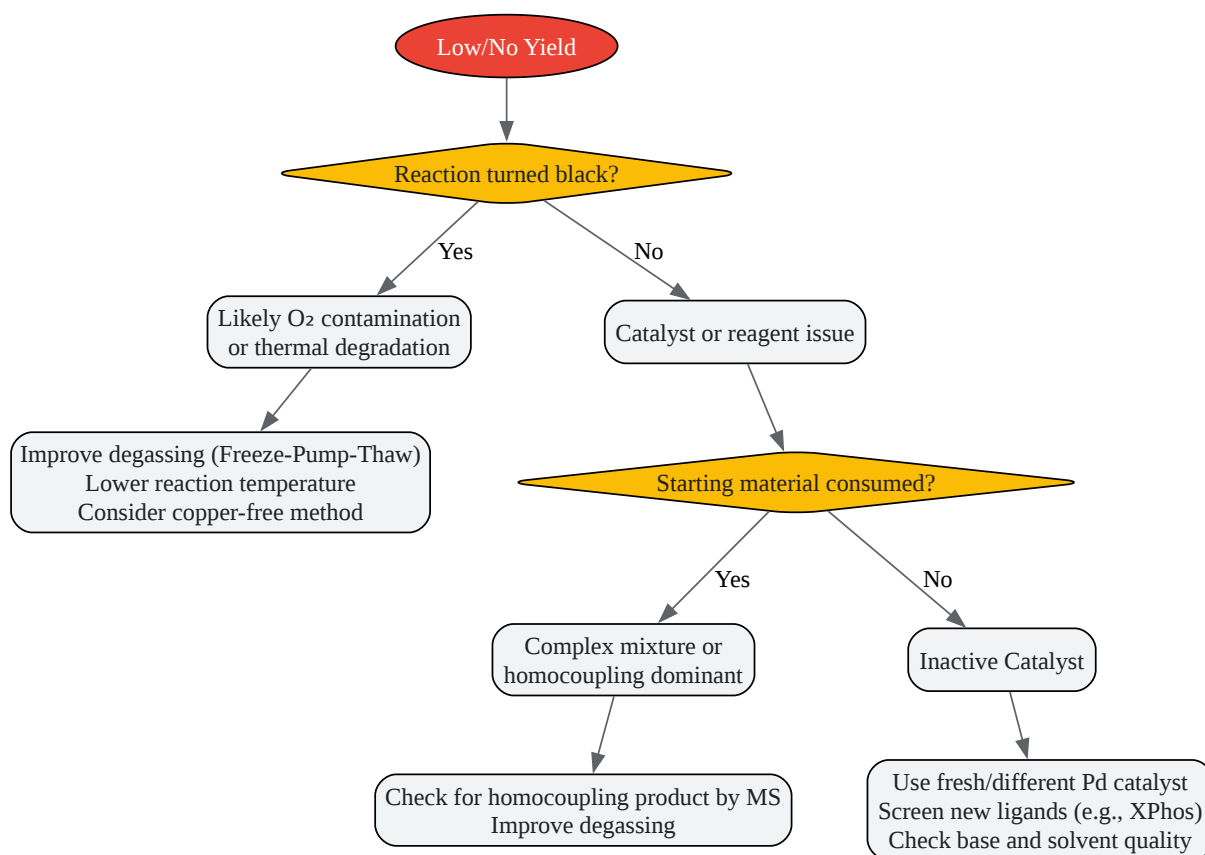 Low/No Yield
Reaction turned black?
Yes
No
Likely O₂ contamination
or thermal degradation
Catalyst or reagent issue
Improve degassing (Freeze-Pump-Thaw)
Lower reaction temperature
Consider copper-free method
Starting material consumed?
Yes
No
Complex mixture or
homocoupling dominant
Inactive Catalyst
Check for homocoupling product by MS
Improve degassing
Use fresh/different Pd catalyst
Screen new ligands (e.g., XPhos)
Check base and solvent quality